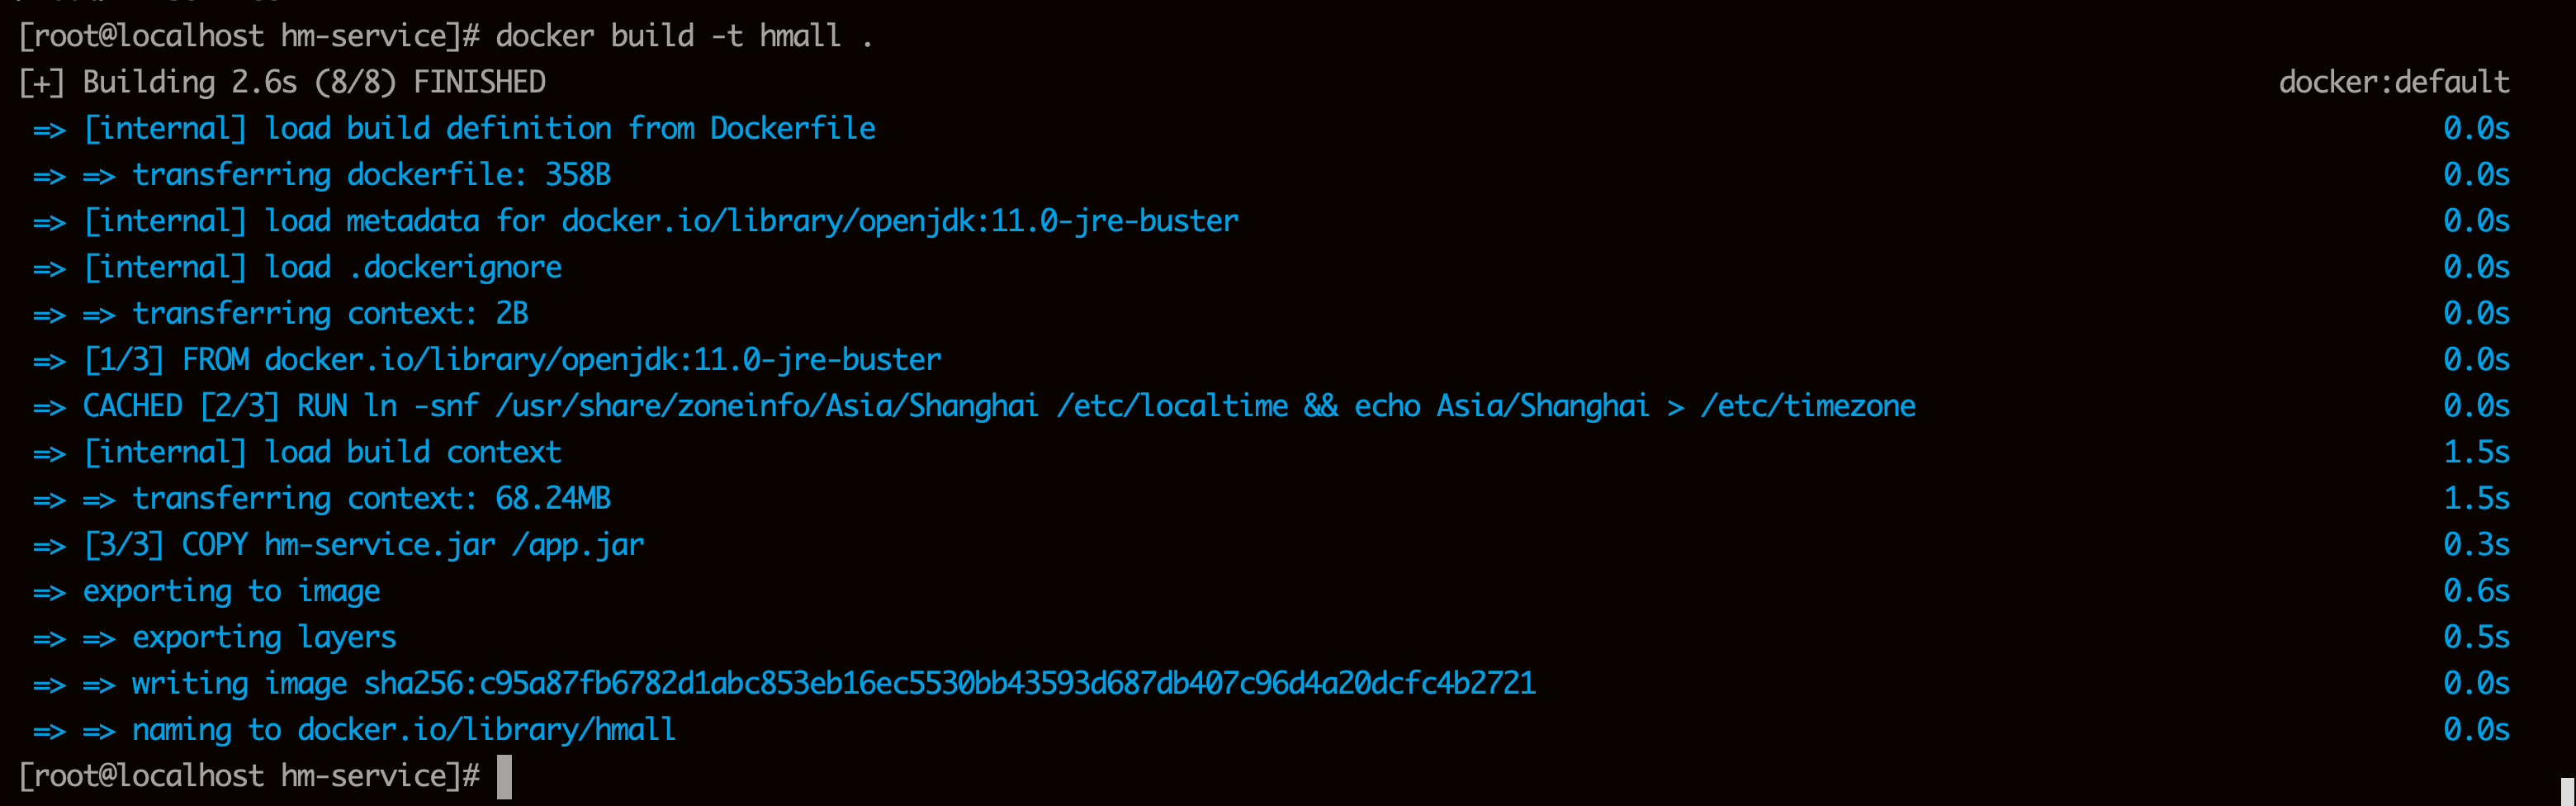 [root@localhost hm-service]# docker build -t hmall .
[+] Building 2.6s (8/8) FINISHED docker:default
=> [internal] load build definition from Dockerfile 0.0s
=> => transferring dockerfile: 358B 0.0s
=> [internal] load metadata for docker.io/library/openjdk:11.0-jre-buster 0.0s
=> [internal] load .dockerignore 0.0s
=> => transferring context: 2B 0.0s
=> [1/3] FROM docker.io/library/openjdk:11.0-jre-buster 0.0s
=> CACHED [2/3] RUN ln -snf /usr/share/zoneinfo/Asia/Shanghai /etc/localtime && echo Asia/Shanghai > /etc/timezone 0.0s
=> [internal] load build context 1.5s
=> => transferring context: 68.24MB 1.5s
=> [3/3] COPY hm-service.jar /app.jar 0.3s
=> exporting to image 0.6s
=> => exporting layers 0.5s
=> => writing image sha256:c95a87fb6782d1abc853eb16ec5530bb43593d687db407c96d4a20dcfc4b2721 0.0s
=> => naming to docker.io/library/hmall 0.0s
[root@localhost hm-service]#